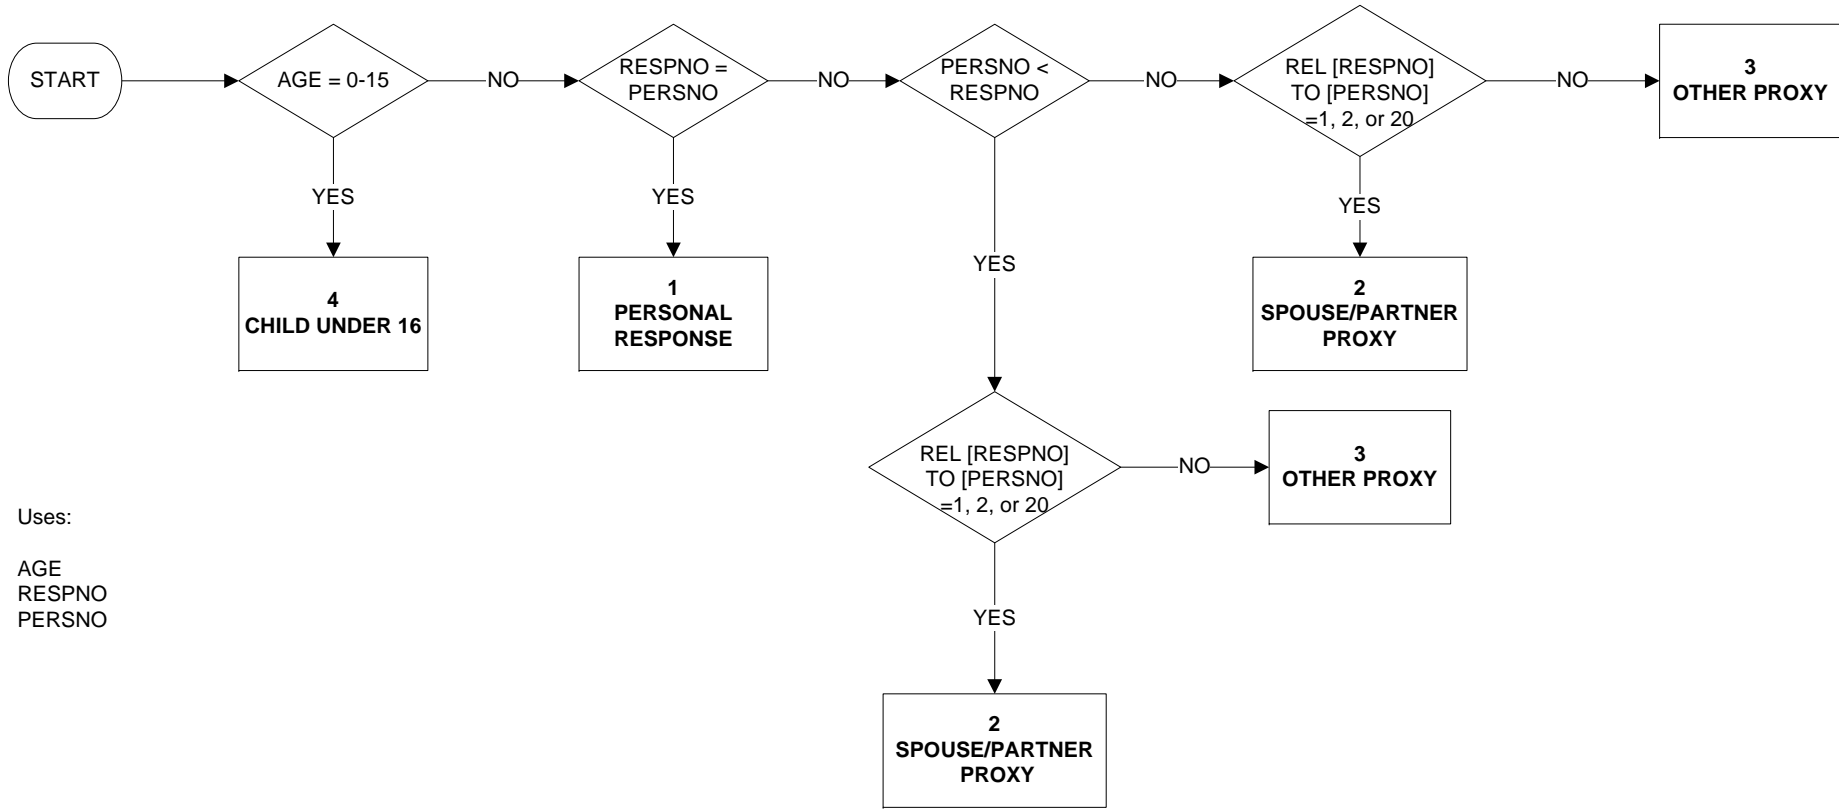 START
AGE = 0-15
NO
RESPNO =
PERSNO
NO
PERSNO <
RESPNO
NO
REL [RESPNO]
TO [PERSNO]
=1, 2, or 20
NO
3
OTHER PROXY
YES
YES
YES
YES
4
CHILD UNDER 16
1
PERSONAL
RESPONSE
2
SPOUSE/PARTNER
PROXY
REL [RESPNO]
TO [PERSNO]
=1, 2, or 20
NO
3
OTHER PROXY
YES
2
SPOUSE/PARTNER
PROXY
Uses:
AGE
RESPNO
PERSNO